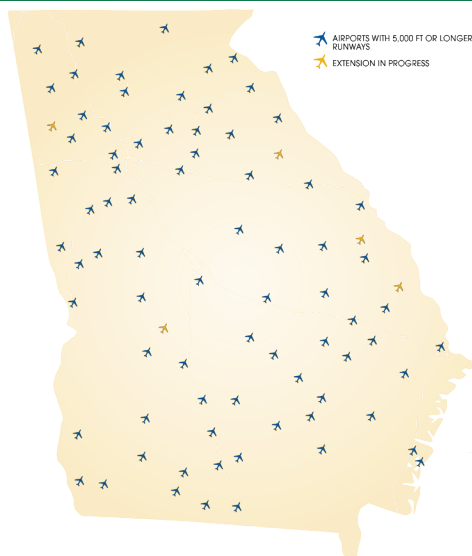 AIRPORTS WITH 5,000 FT OR LONGER
RUNWAYS
EXTENSION IN PROGRESS